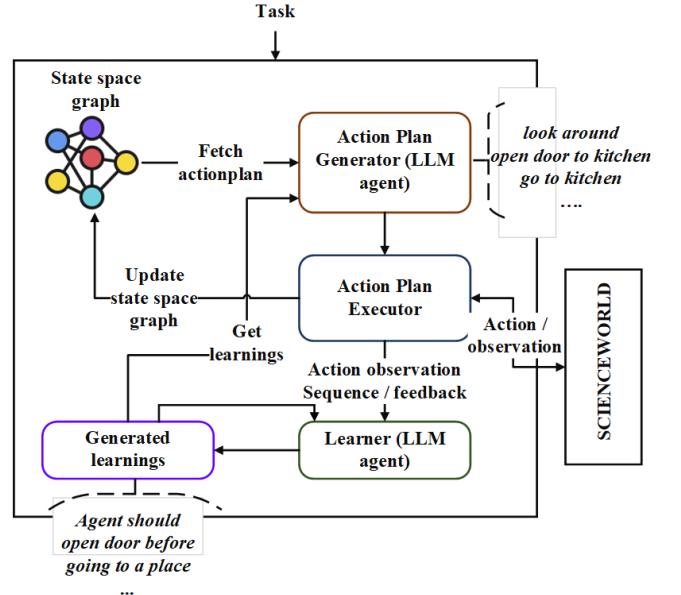 Task
State space
graph
Fetch
actionplan
Action Plan
Generator (LLM
agent)
look around
open door to kitchen
go to kitchen
….
Update
state space
graph
Action Plan
Executor
Get
learnings
Action /
observation
SCIENCEWORLD
Action observation
Sequence / feedback
Generated
learnings
Learner (LLM
agent)
Agent should
open door before
going to a place
...